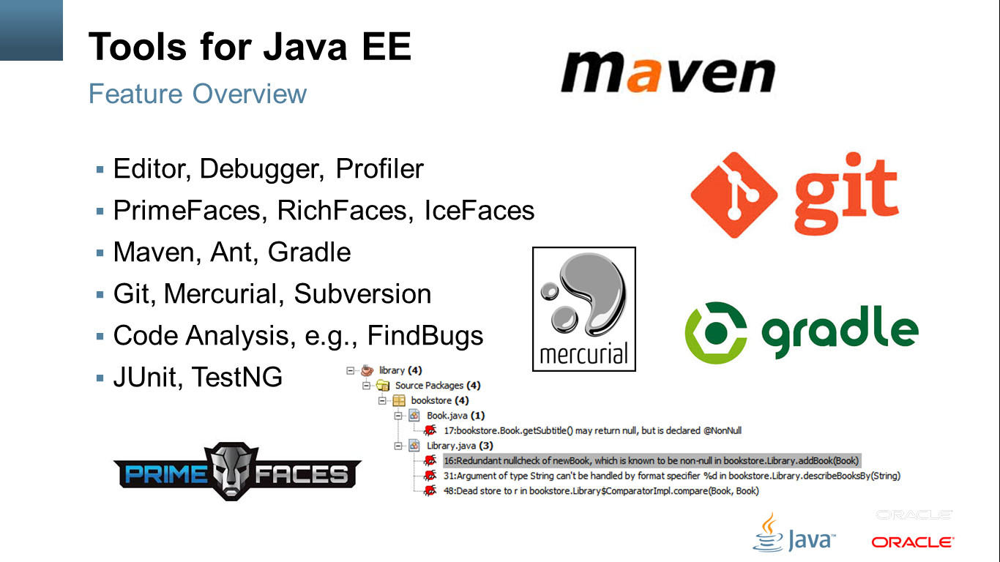 Tools for Java EE
Feature Overview
maven
Editor, Debugger, Profiler
PrimeFaces, RichFaces, IceFaces
Maven, Ant, Gradle
Git, Mercurial, Subversion
Code Analysis, e.g., FindBugs
JUnit, TestNG
git
mercurial
gradle
library (4)
Source Packages (4)
bookstore (4)
Book.java (1)
17:bookstore.Book.getSubtitle() may return null, but is declared @NonNull
Library.java (3)
16:Redundant nullcheck of newBook, which is known to be non-null in bookstore.Library.addBook(Book)
31:Argument of type String can't be handled by format specifier %d in bookstore.Library.describeBooksBy(String)
48:Dead store to r in bookstore.Library$ComparatorImpl.compare(Book, Book)
PRIME FACES
ORACLE
Java™
ORACLE®